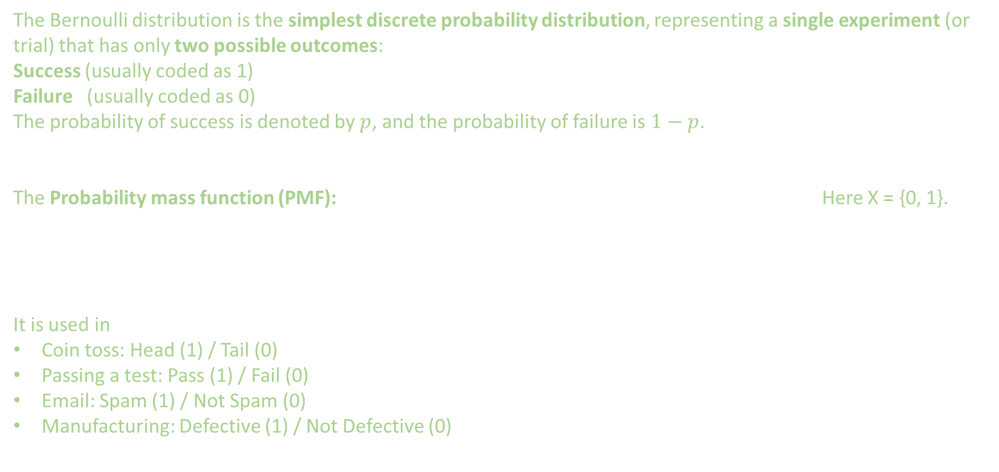 The Bernoulli distribution is the simplest discrete probability distribution, representing a single experiment (or
trial) that has only two possible outcomes:
Success (usually coded as 1)
Failure (usually coded as 0)
The probability of success is denoted by p, and the probability of failure is 1 − p.
The Probability mass function (PMF): Here X = {0, 1}.
It is used in
• Coin toss: Head (1) / Tail (0)
• Passing a test: Pass (1) / Fail (0)
• Email: Spam (1) / Not Spam (0)
• Manufacturing: Defective (1) / Not Defective (0)